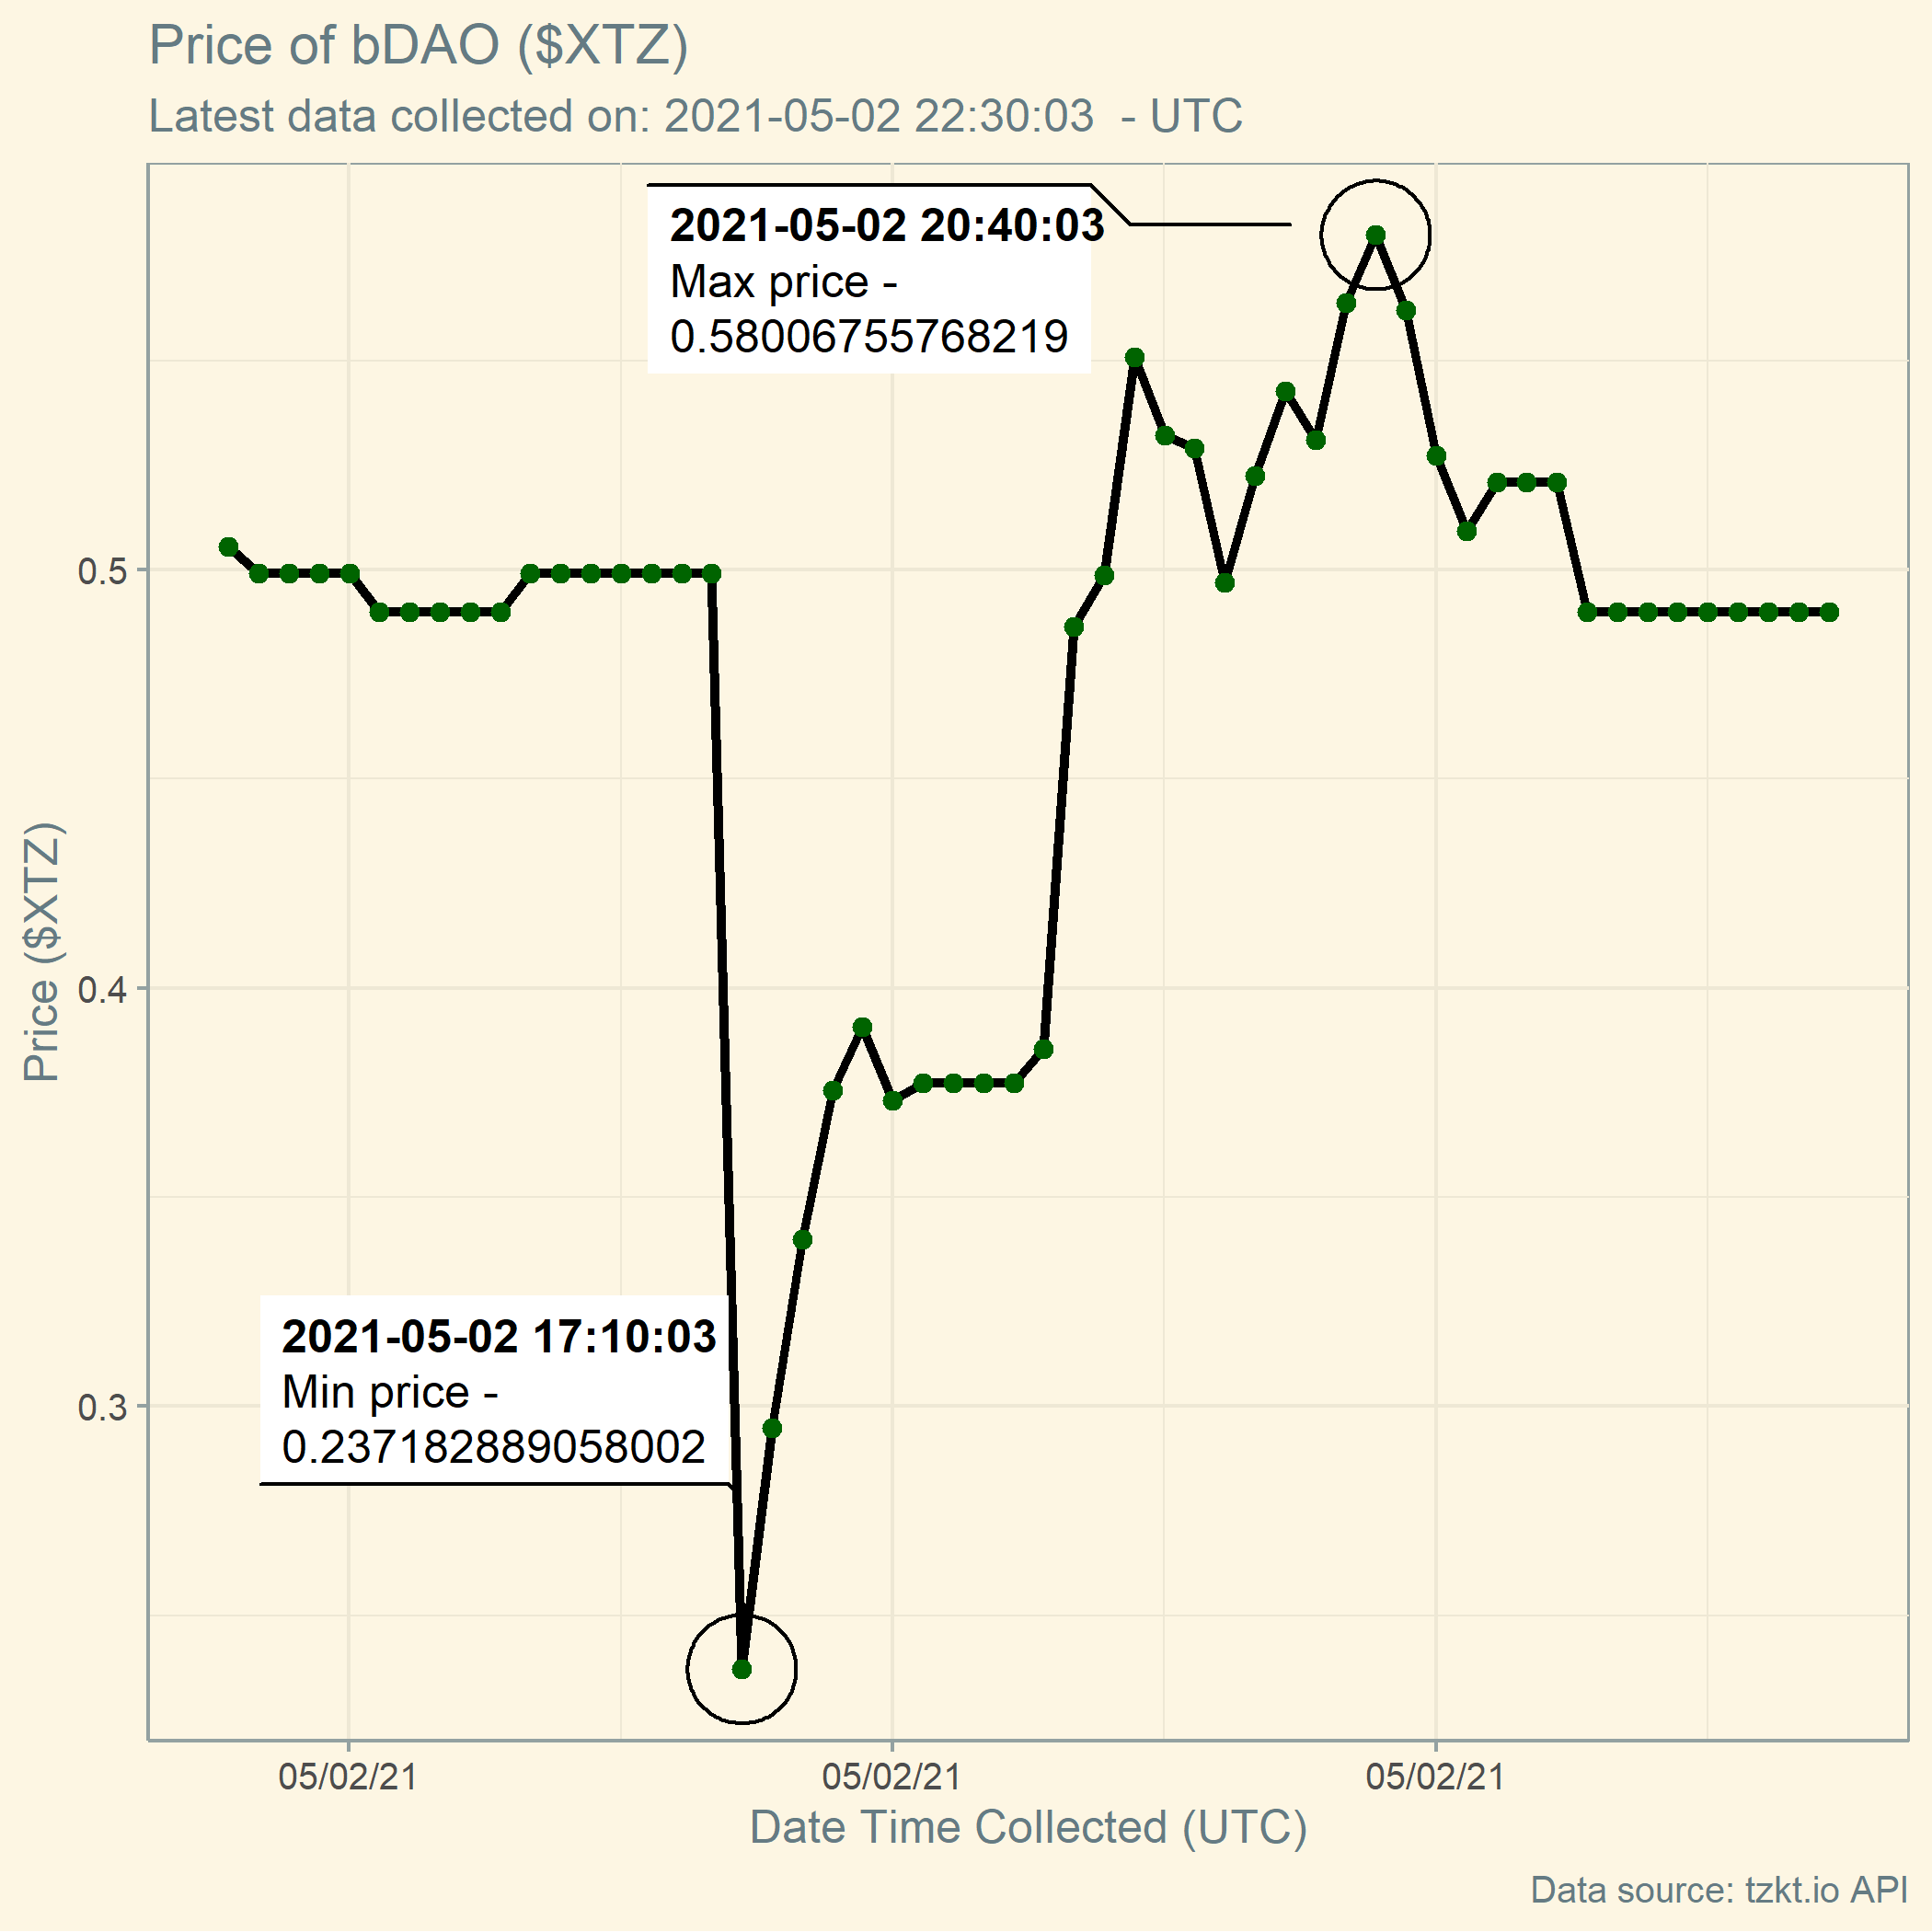 Price of bDAO ($XTZ)
Latest data collected on: 2021-05-02 22:30:03  - UTC
2021-05-02 20:40:03
Max price -
0.58006755768219
0.5
0.4
0.3
Price ($XTZ)
2021-05-02 17:10:03
Min price -
0.237182889058002
05/02/21
05/02/21
05/02/21
Date Time Collected (UTC)
Data source: tzkt.io API